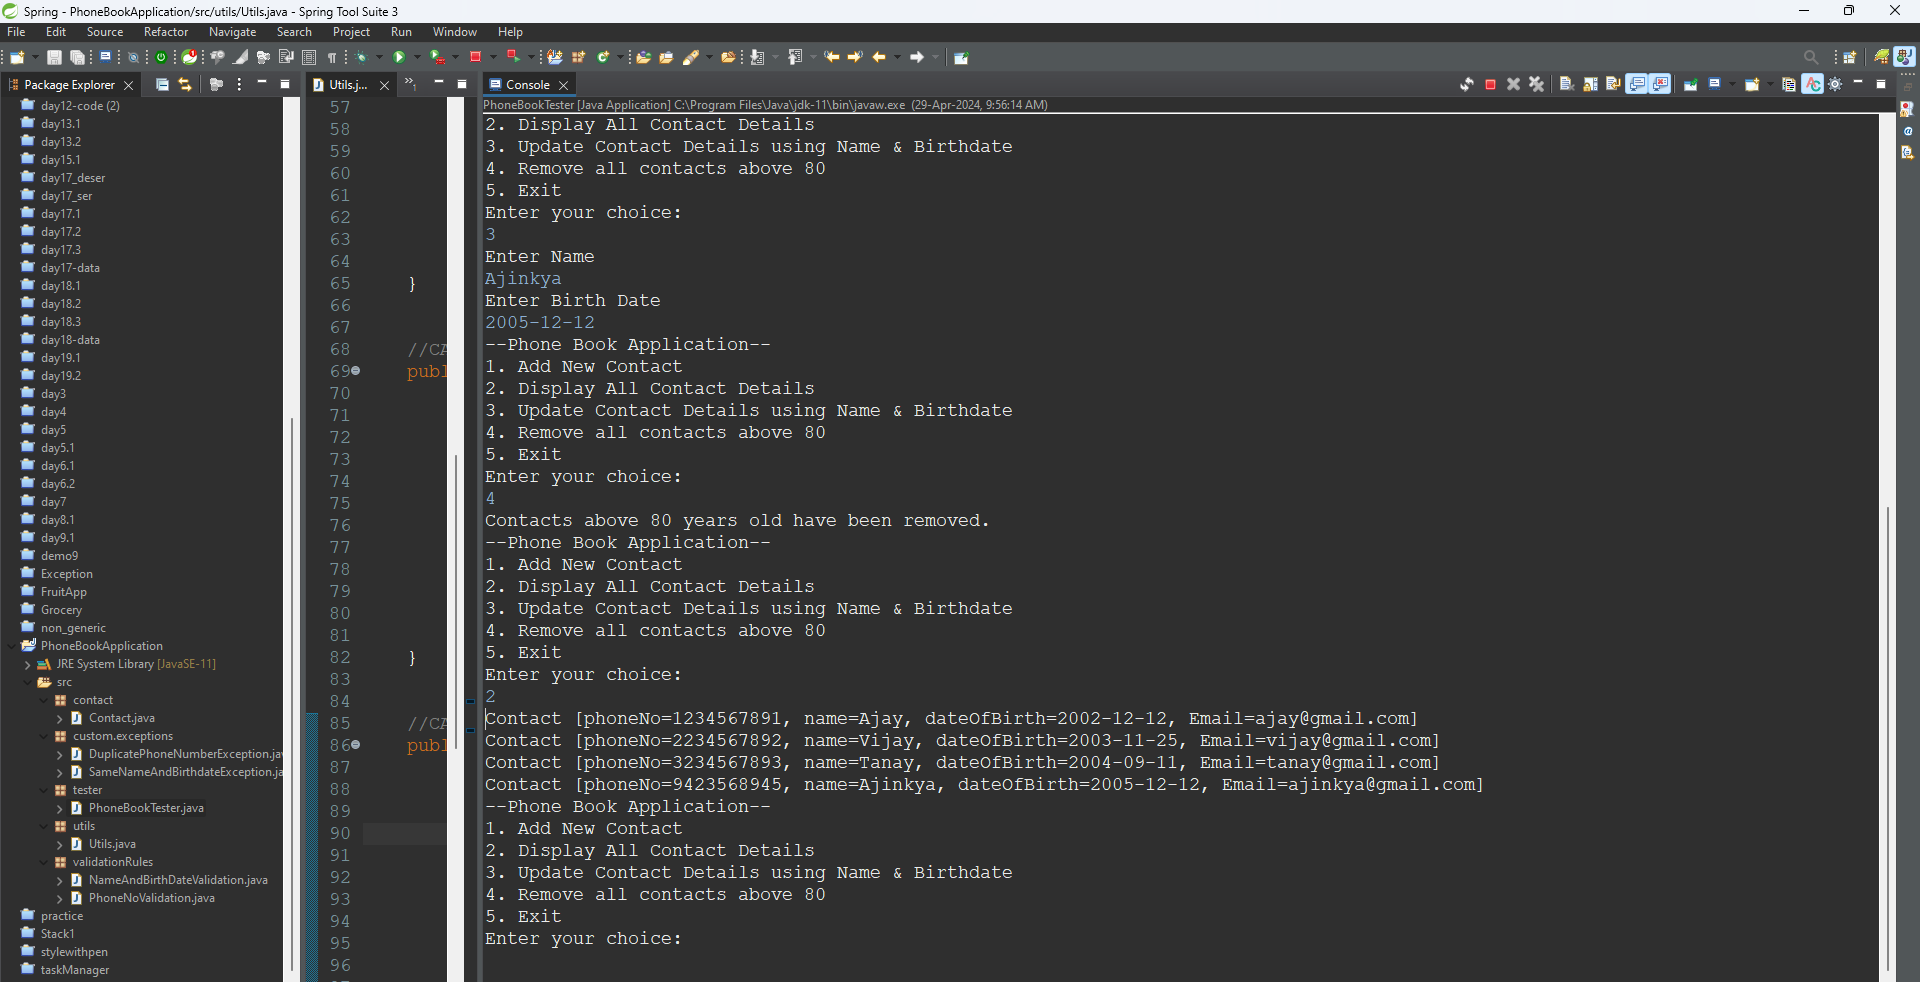 Spring - PhoneBookApplication/src/utils/Utils.java - Spring Tool Suite 3
File Edit Source Refactor Navigate Search Project Run Window Help
Package Explorer
day12-code (2)
day13.1
day13.2
day15.1
day17_deser
day17_ser
day17.1
day17.2
day17.3
day17-data
day18.1
day18.2
day18.3
day18-data
day19.1
day19.2
day3
day4
day5
day5.1
day6.1
day6.2
day7
day8.1
day9.1
demo9
Exception
FruitApp
Grocery
non_generic
PhoneBookApplication
JRE System Library [JavaSE-11]
src
contact
Contact.java
custom.exceptions
DuplicatePhoneNumberException.ja
SameNameAndBirthdateException.ja
tester
PhoneBookTester.java
utils
Utils.java
validationRules
NameAndBirthDateValidation.java
PhoneNoValidation.java
practice
Stack1
stylewithpen
taskManager
Utils.j...
57
58
59
60
61
62
63
64
65 }
66
67
68 //CA
69 publ
70
71
72
73
74
75
76
77
78
79
80
81
82 }
83
84
85 //CA
86 publ
87
88
89
90
91
92
93
94
95
96
Console
PhoneBookTester [Java Application] C:\Program Files\Java\jdk-11\bin\javaw.exe (29-Apr-2024, 9:56:14 AM)
2. Display All Contact Details
3. Update Contact Details using Name & Birthdate
4. Remove all contacts above 80
5. Exit
Enter your choice:
3
Enter Name
Ajinkya
Enter Birth Date
2005-12-12
--Phone Book Application--
1. Add New Contact
2. Display All Contact Details
3. Update Contact Details using Name & Birthdate
4. Remove all contacts above 80
5. Exit
Enter your choice:
4
Contacts above 80 years old have been removed.
--Phone Book Application--
1. Add New Contact
2. Display All Contact Details
3. Update Contact Details using Name & Birthdate
4. Remove all contacts above 80
5. Exit
Enter your choice:
2
Contact [phoneNo=1234567891, name=Ajay, dateOfBirth=2002-12-12, Email=ajay@gmail.com]
Contact [phoneNo=2234567892, name=Vijay, dateOfBirth=2003-11-25, Email=vijay@gmail.com]
Contact [phoneNo=3234567893, name=Tanay, dateOfBirth=2004-09-11, Email=tanay@gmail.com]
Contact [phoneNo=9423568945, name=Ajinkya, dateOfBirth=2005-12-12, Email=ajinkya@gmail.com]
--Phone Book Application--
1. Add New Contact
2. Display All Contact Details
3. Update Contact Details using Name & Birthdate
4. Remove all contacts above 80
5. Exit
Enter your choice: